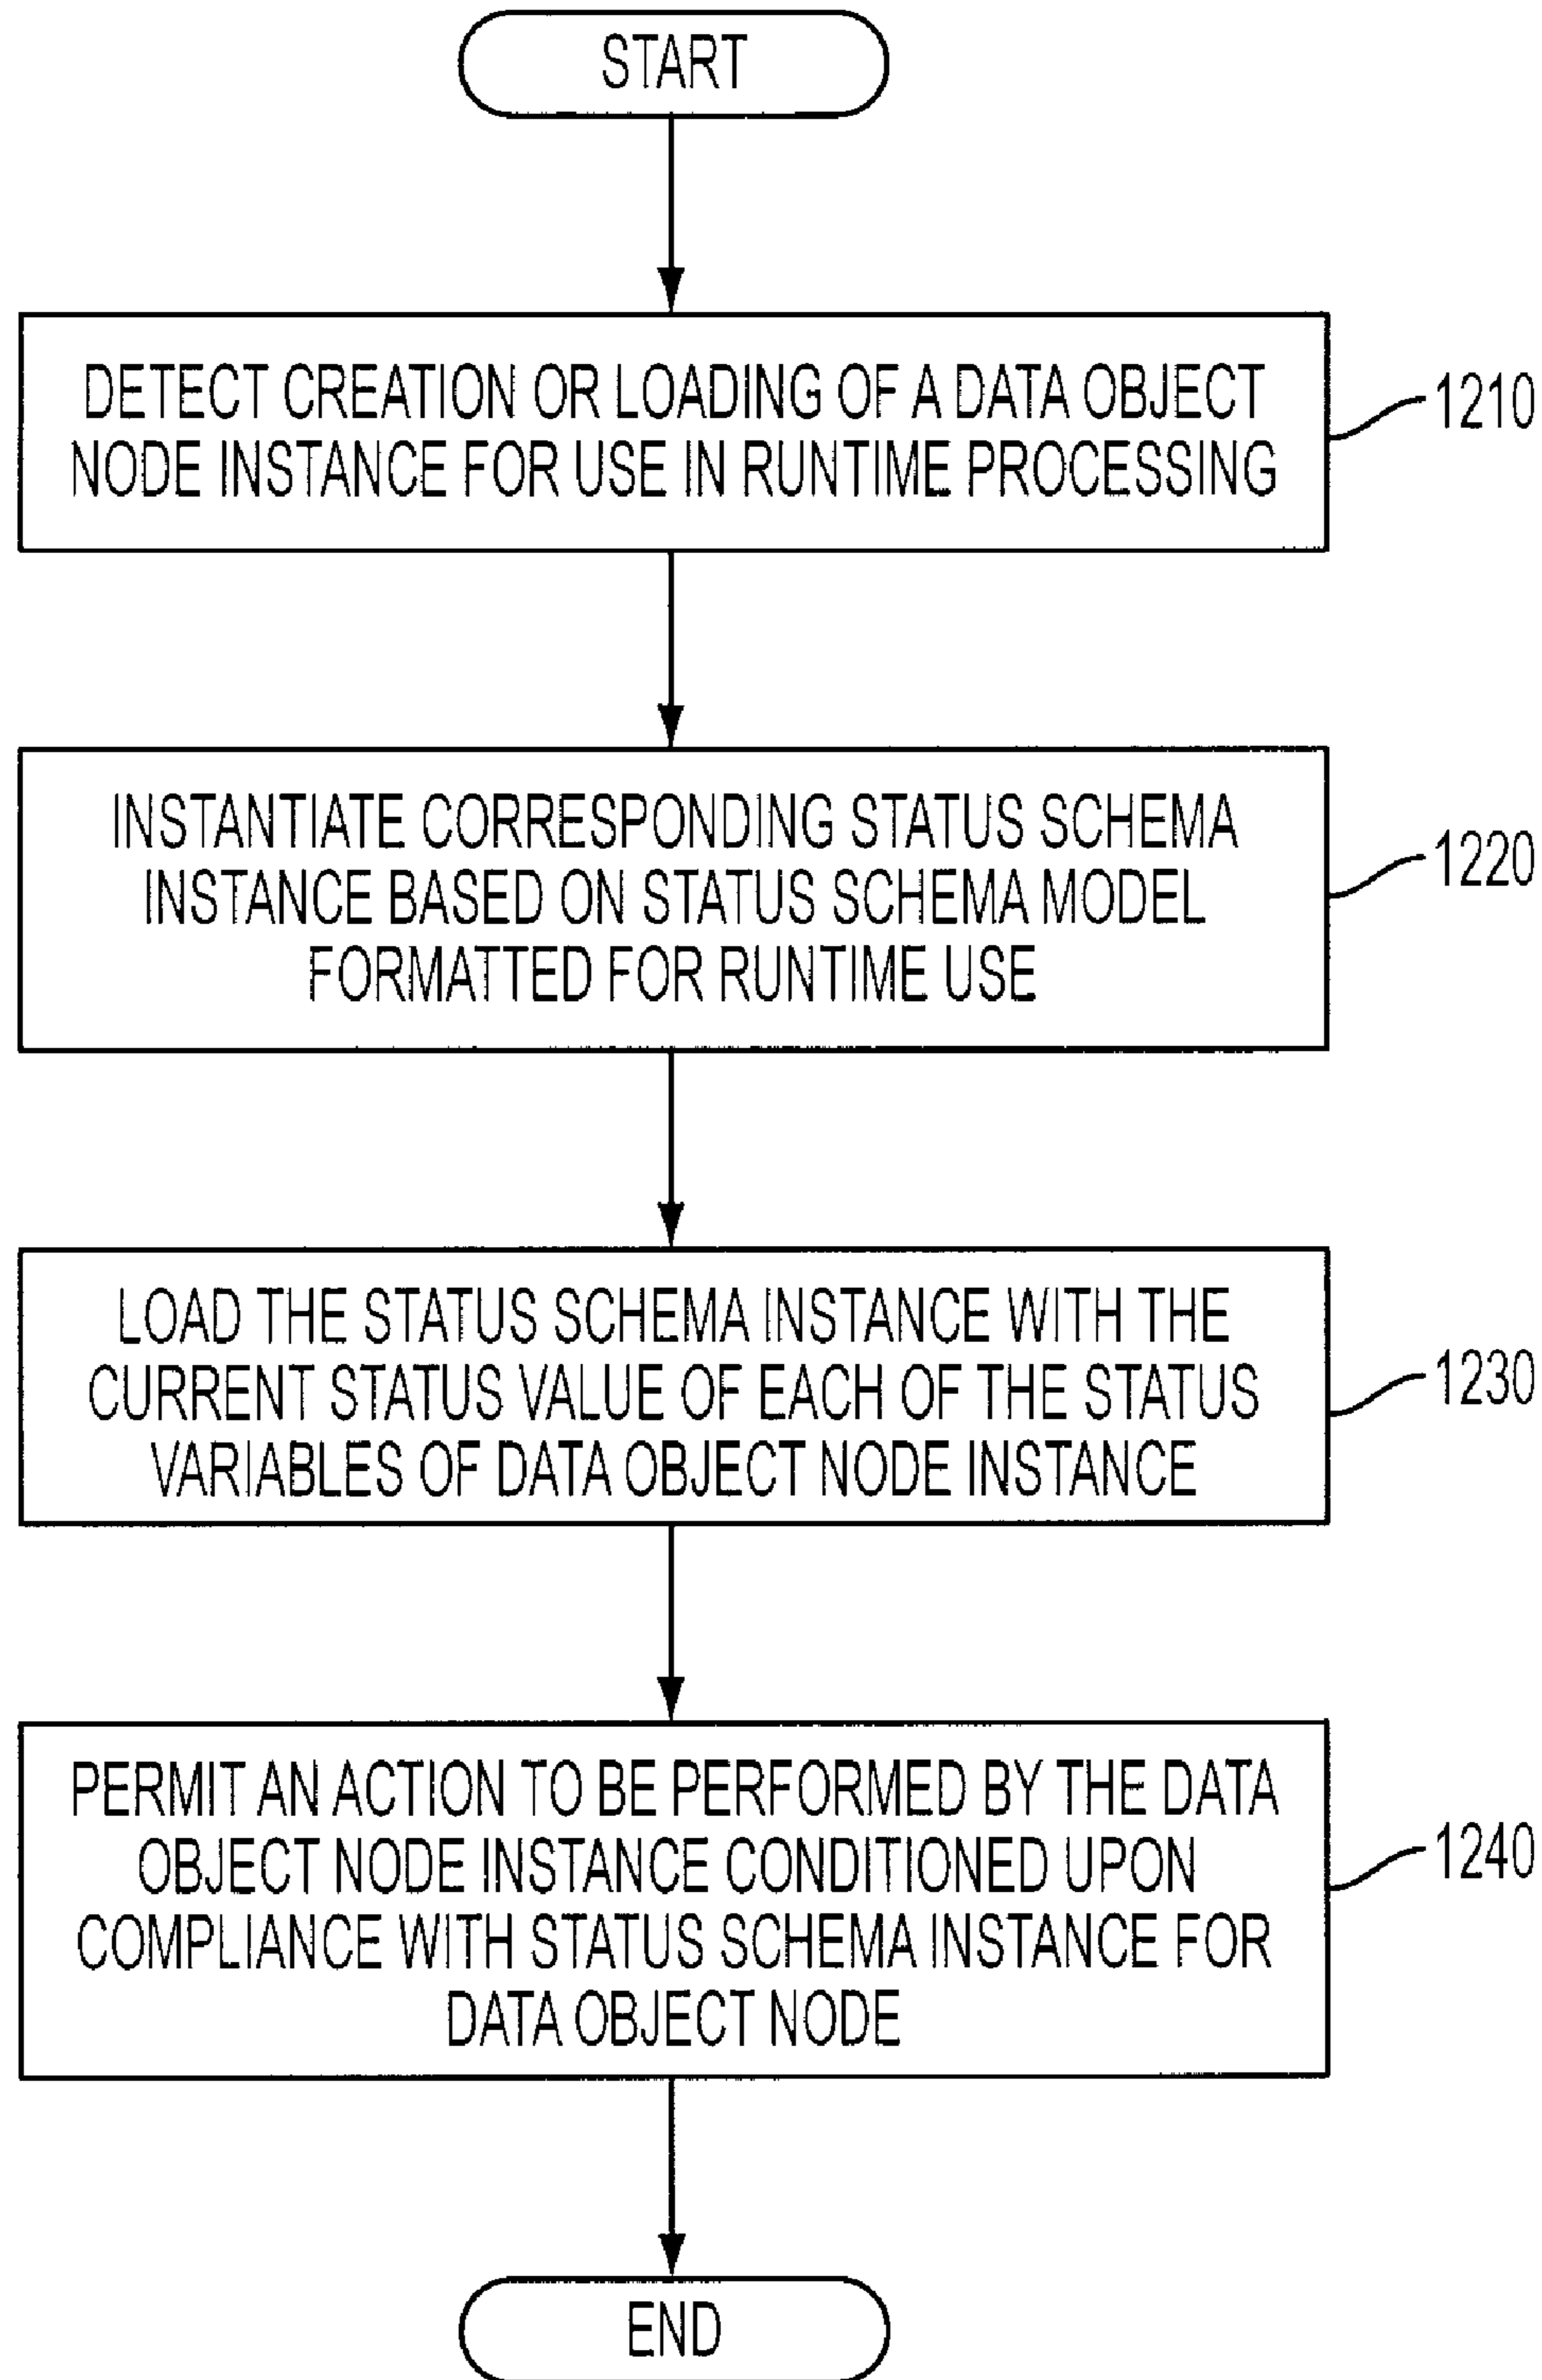 START
DETECT CREATION OR LOADING OF A DATA OBJECT
NODE INSTANCE FOR USE IN RUNTIME PROCESSING
1210
INSTANTIATE CORRESPONDING STATUS SCHEMA
INSTANCE BASED ON STATUS SCHEMA MODEL
FORMATTED FOR RUNTIME USE
1220
LOAD THE STATUS SCHEMA INSTANCE WITH THE
CURRENT STATUS VALUE OF EACH OF THE STATUS
VARIABLES OF DATA OBJECT NODE INSTANCE
1230
PERMIT AN ACTION TO BE PERFORMED BY THE DATA
OBJECT NODE INSTANCE CONDITIONED UPON
COMPLIANCE WITH STATUS SCHEMA INSTANCE FOR
DATA OBJECT NODE
1240
END